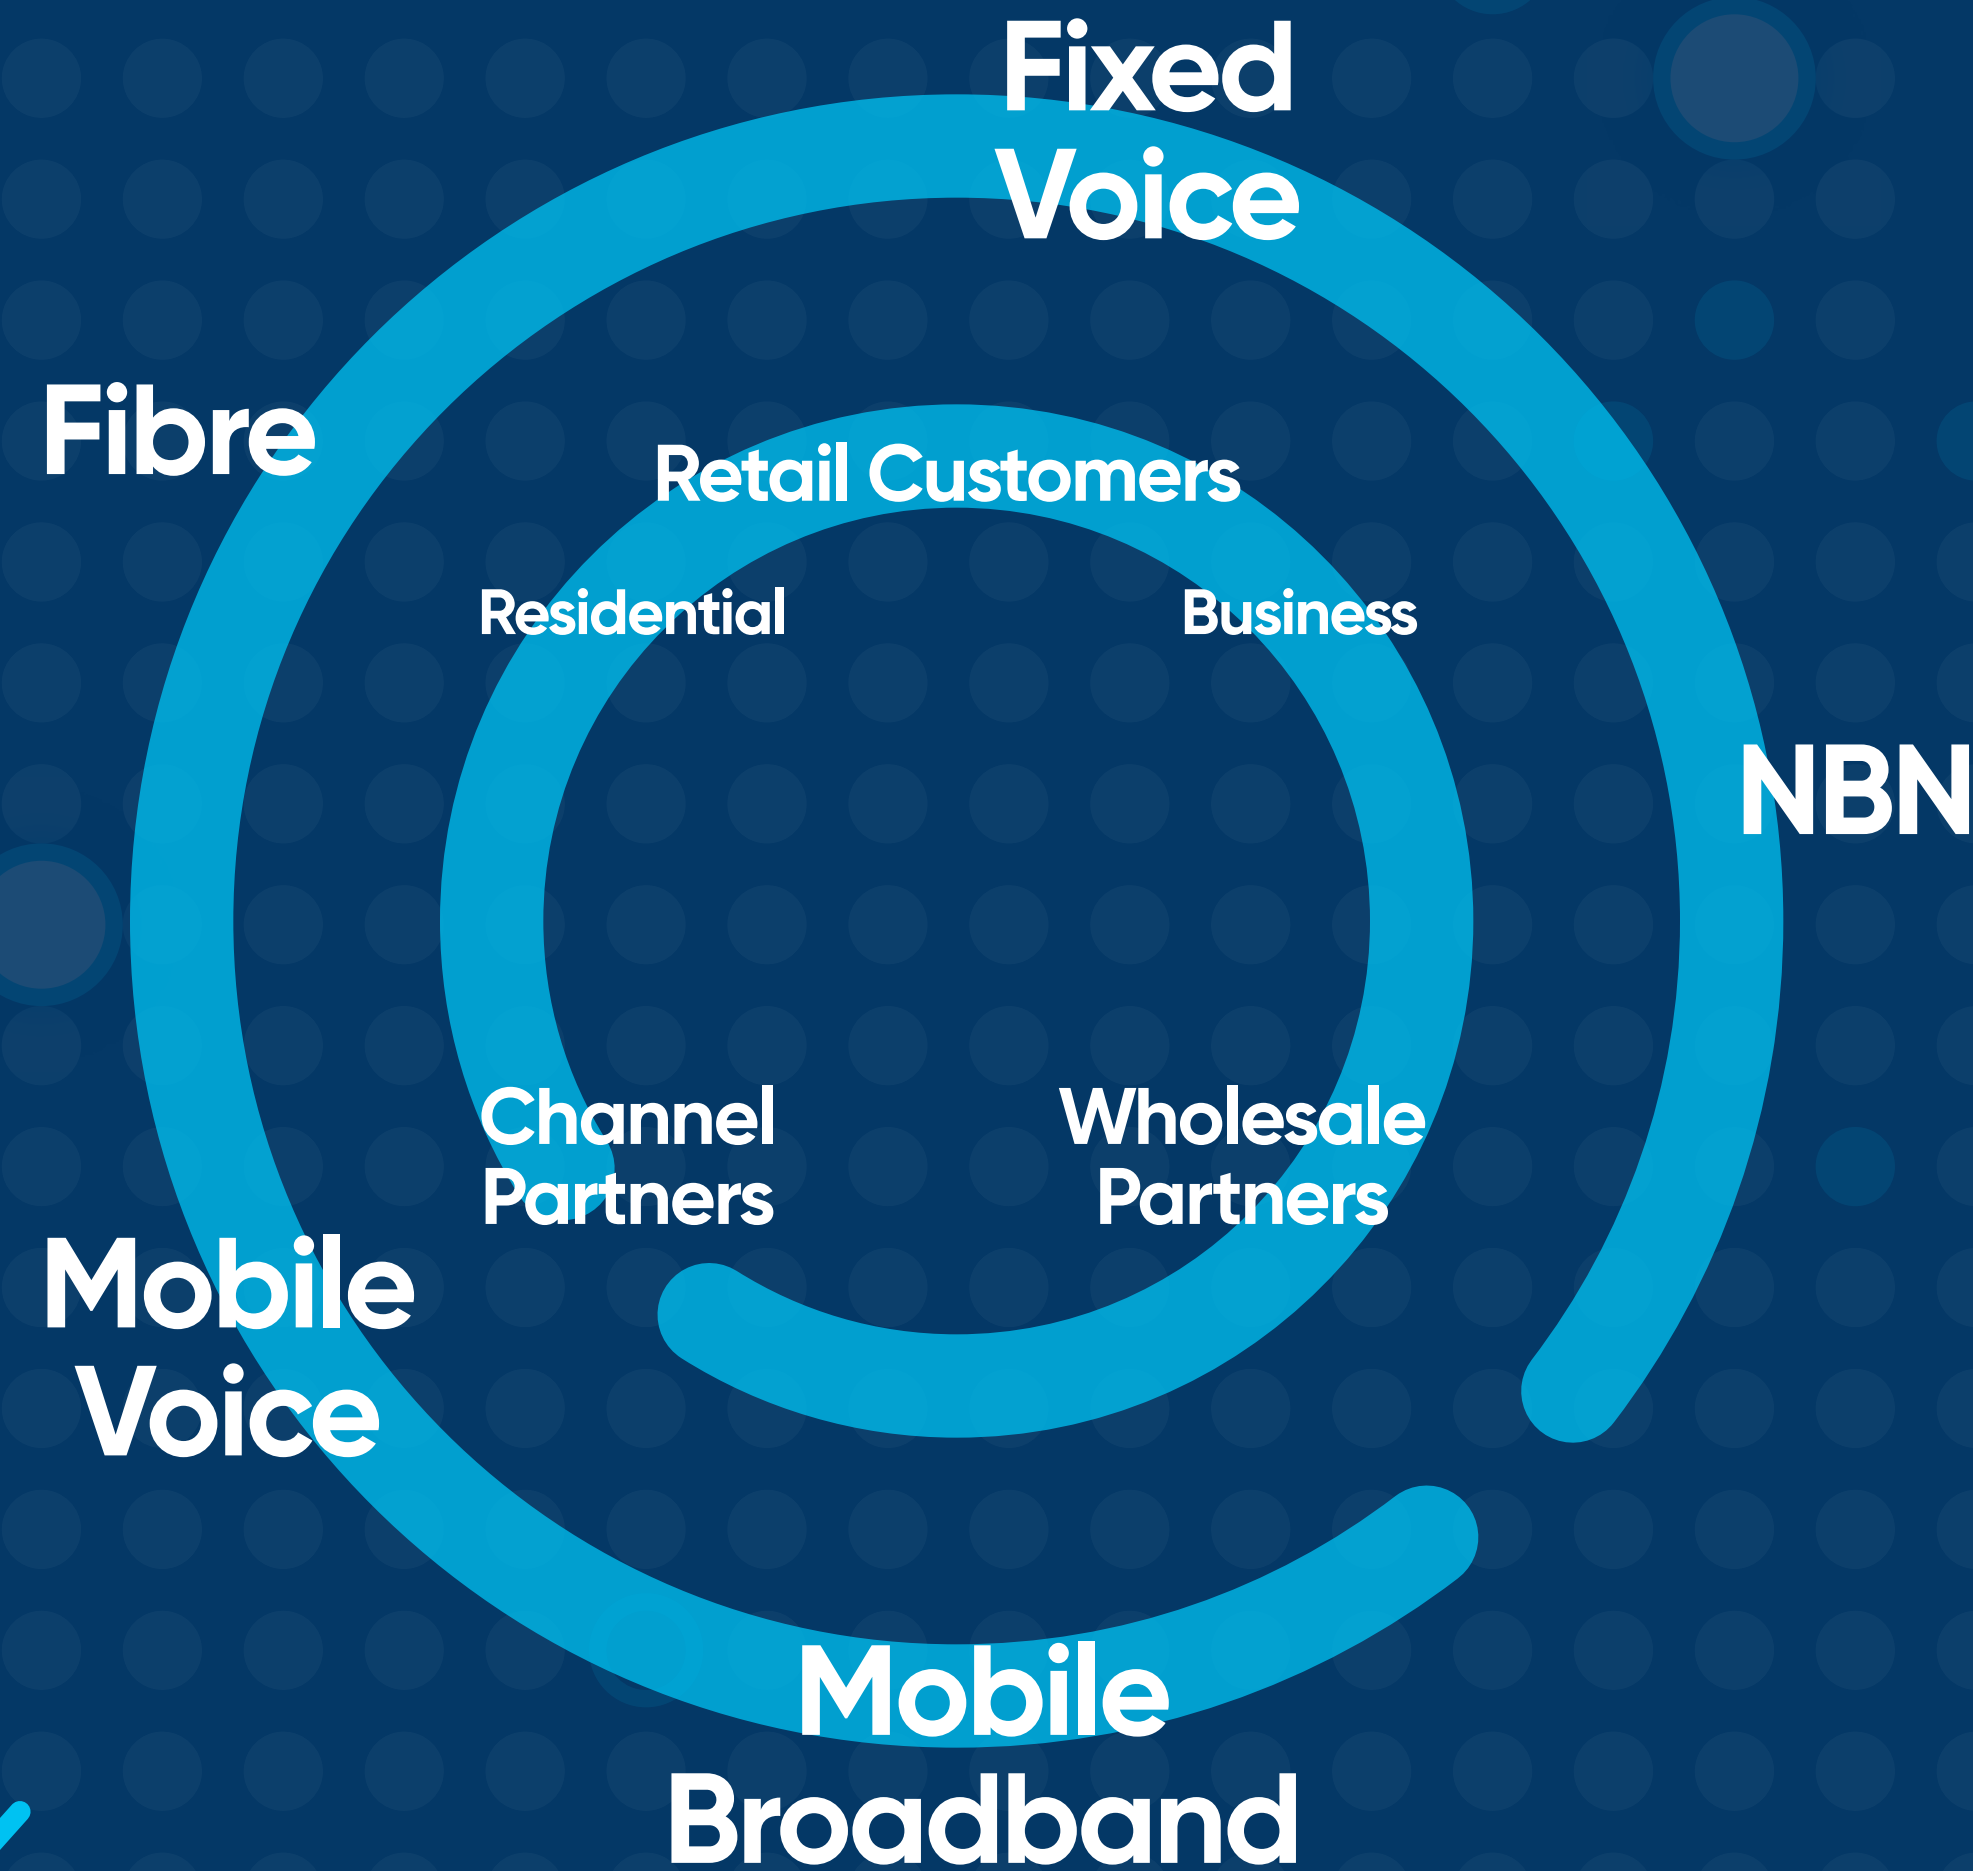 Fixed
Voice
Fibre
Retail Customers
Residential
Business
NBN
Channel
Partners
Wholesale
Partners
Mobile
Voice
Mobile
Broadband